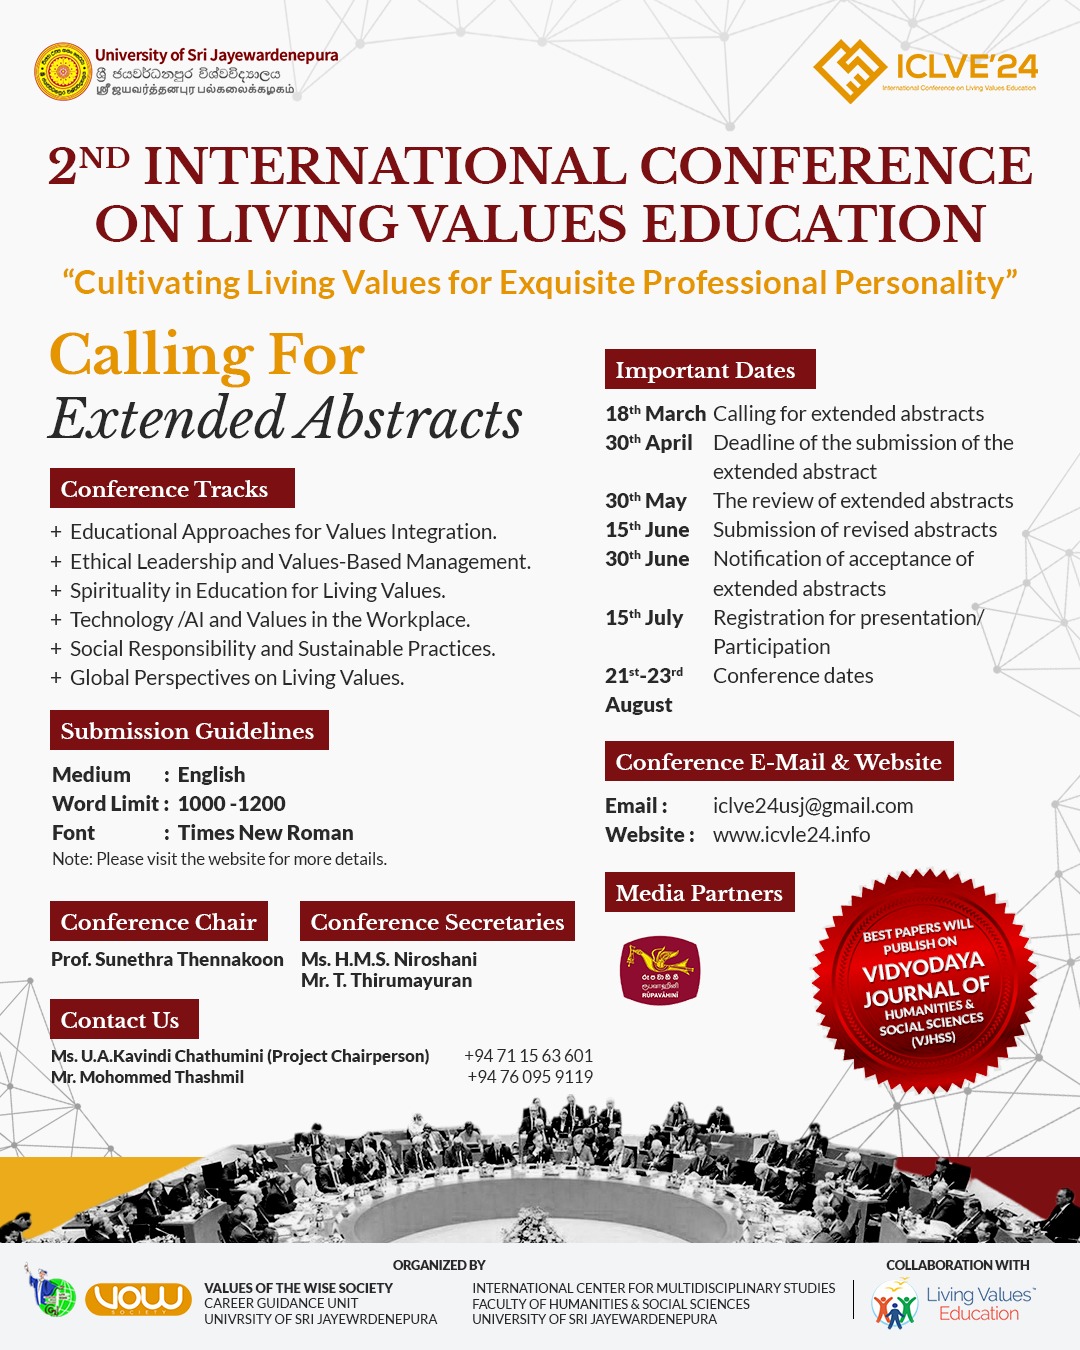 University of Sri Jayewardenepura
ශ්‍රී ජයවර්ධනපුර විශ්වවිද්‍යාලය
ஸ்ரீ ஜயவர்த்தனபுர பல்கலைக்கழகம்
ICLVE'24
International Conference on Living Values Education
2ND INTERNATIONAL CONFERENCE
ON LIVING VALUES EDUCATION
“Cultivating Living Values for Exquisite Professional Personality”
Calling For
Extended Abstracts
Conference Tracks
+ Educational Approaches for Values Integration.
+ Ethical Leadership and Values-Based Management.
+ Spirituality in Education for Living Values.
+ Technology /AI and Values in the Workplace.
+ Social Responsibility and Sustainable Practices.
+ Global Perspectives on Living Values.
Submission Guidelines
Medium : English
Word Limit : 1000 -1200
Font : Times New Roman
Note: Please visit the website for more details.
Conference Chair
Prof. Sunethra Thennakoon
Conference Secretaries
Ms. H.M.S. Niroshani
Mr. T. Thirumayuran
Contact Us
Ms. U.A.Kavindi Chathumini (Project Chairperson) +94 71 15 63 601
Mr. Mohommed Thashmil +94 76 095 9119
Important Dates
18th March Calling for extended abstracts
30th April Deadline of the submission of the
extended abstract
30th May The review of extended abstracts
15th June Submission of revised abstracts
30th June Notification of acceptance of
extended abstracts
15th July Registration for presentation/
Participation
21st-23rd Conference dates
August
Conference E-Mail & Website
Email : iclve24usj@gmail.com
Website : www.icvle24.info
Media Partners
රූපවාහිනී
ரூபவாஹினி
RŪPAVĀHINĪ
BEST PAPERS WILL
PUBLISH ON
VIDYODAYA
JOURNAL OF
HUMANITIES &
SOCIAL SCIENCES
(VJHSS)
ORGANIZED BY
VOW
SOCIETY
VALUES OF THE WISE SOCIETY
CAREER GUIDANCE UNIT
UNIVRSITY OF SRI JAYEWRDENEPURA
INTERNATIONAL CENTER FOR MULTIDISCIPLINARY STUDIES
FACULTY OF HUMANITIES & SOCIAL SCIENCES
UNIVERSITY OF SRI JAYEWARDENEPURA
COLLABORATION WITH
Living Values™
Education